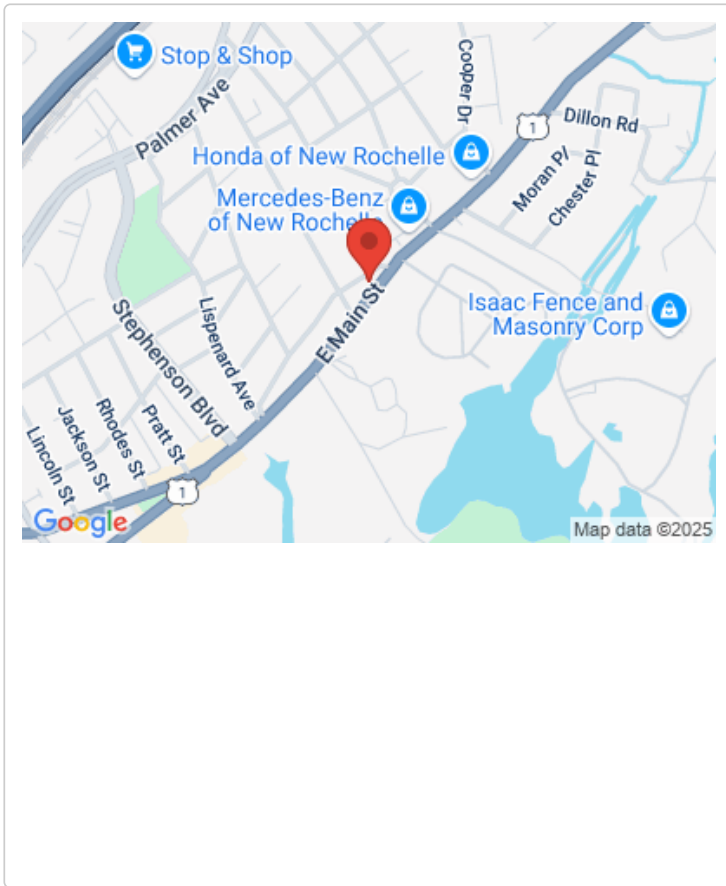 Stop & Shop
Palmer Ave
Cooper Dr
1
Dillon Rd
Honda of New Rochelle
Moran Pl
Chester Pl
Mercedes-Benz
of New Rochelle
E Main St
Isaac Fence and
Masonry Corp
Stephenson Blvd
Lispenard Ave
Pratt St
Rhodes St
Jackson St
Lincoln St
1
Google
Map data ©2025